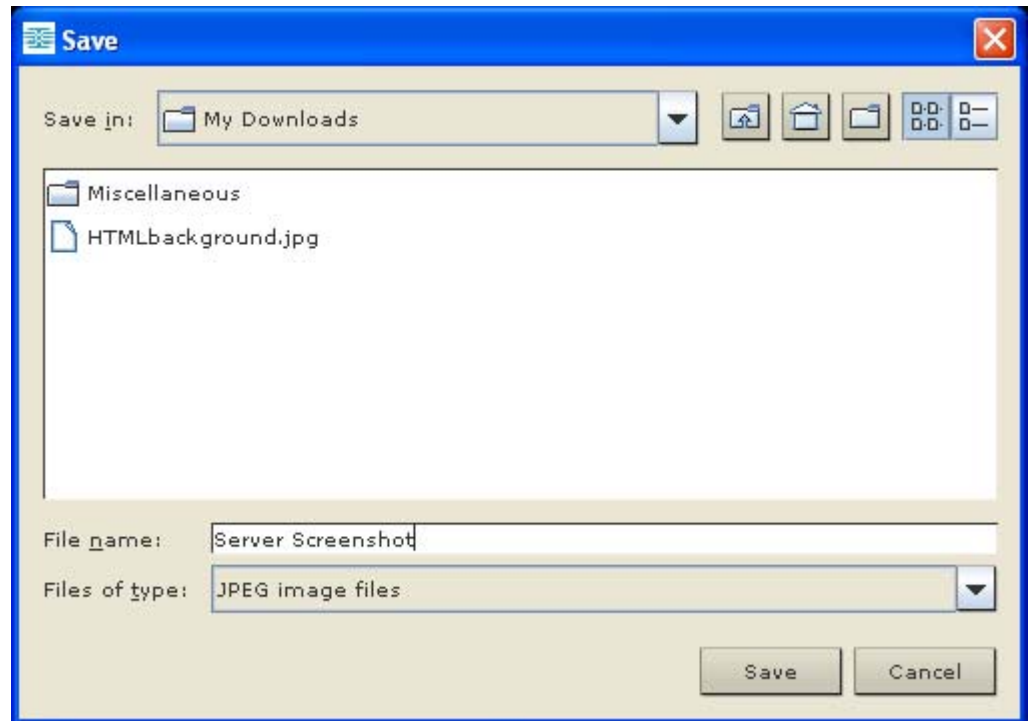 Save
Save in: My Downloads
Miscellaneous
HTMLbackground.jpg
File name: Server Screenshot
Files of type: JPEG image files
Save Cancel